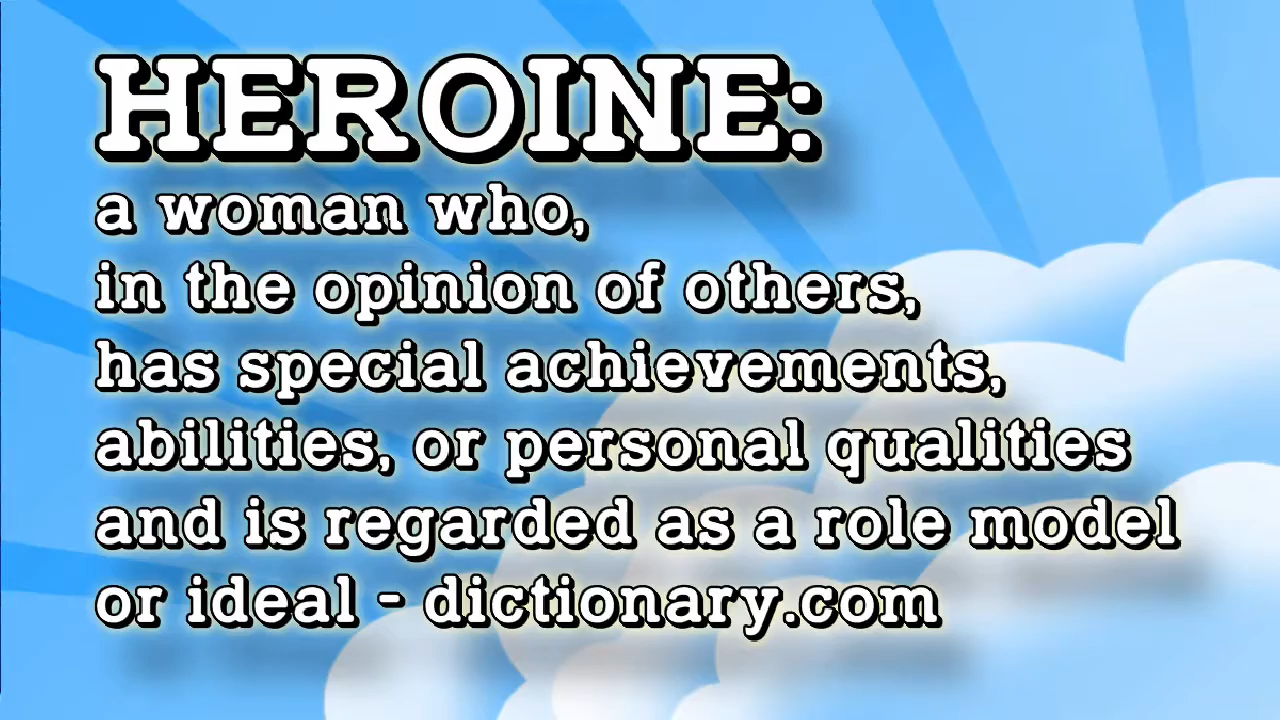 HEROINE:
a woman who,
in the opinion of others,
has special achievements,
abilities, or personal qualities
and is regarded as a role model
or ideal - dictionary.com